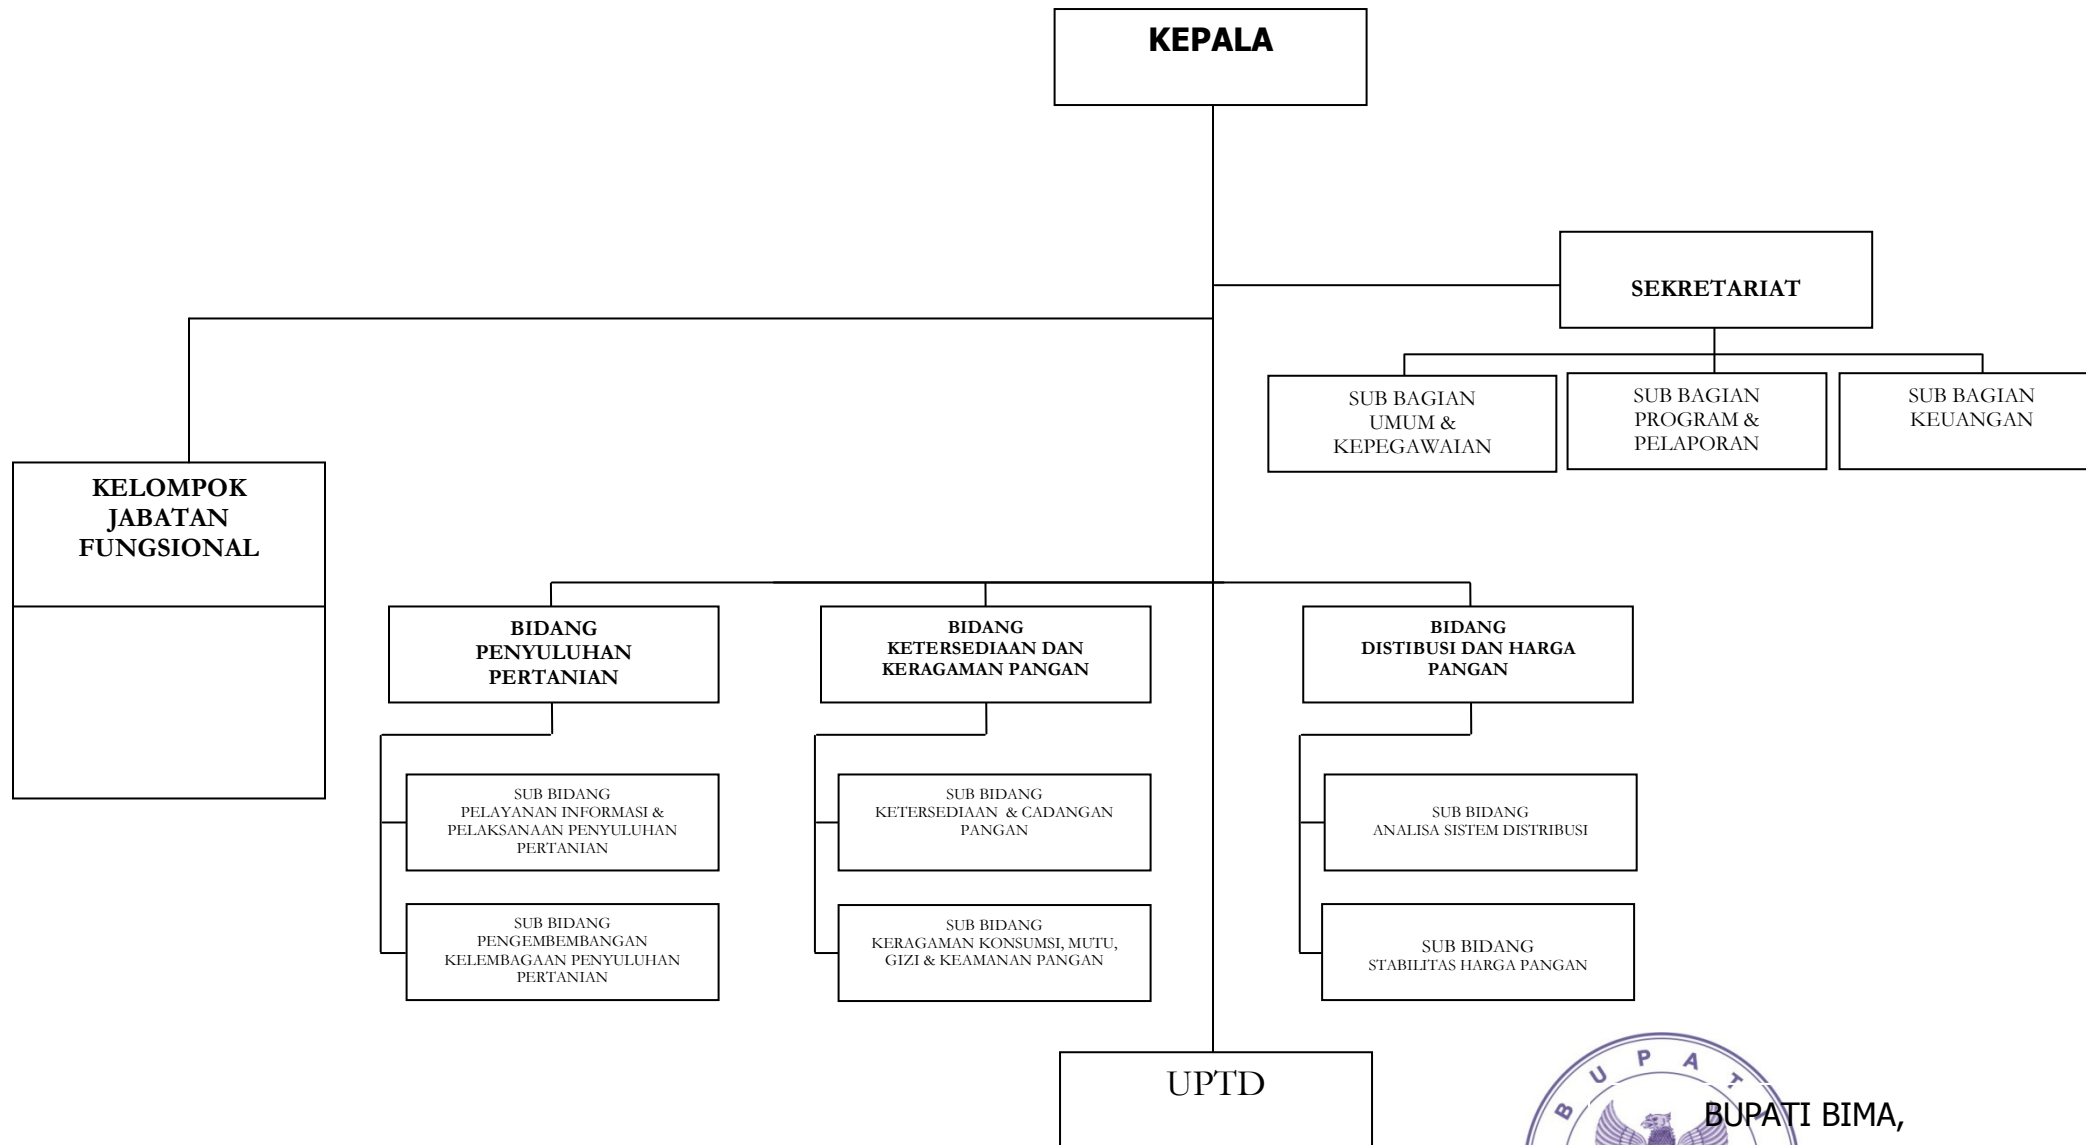 KEPALA
SEKRETARIAT
SUB BAGIAN
UMUM &
KEPEGAWAIAN
SUB BAGIAN
PROGRAM &
PELAPORAN
SUB BAGIAN
KEUANGAN
KELOMPOK
JABATAN
FUNGSIONAL
BIDANG
PENYULUHAN
PERTANIAN
BIDANG
KETERSEDIAAN DAN
KERAGAMAN PANGAN
BIDANG
DISTIBUSI DAN HARGA
PANGAN
SUB BIDANG
PELAYANAN INFORMASI &
PELAKSANAAN PENYULUHAN
PERTANIAN
SUB BIDANG
KETERSEDIAAN & CADANGAN
PANGAN
SUB BIDANG
ANALISA SISTEM DISTRIBUSI
SUB BIDANG
PENGEMBEMBANGAN
KELEMBAGAAN PENYULUHAN
PERTANIAN
SUB BIDANG
KERAGAMAN KONSUMSI, MUTU,
GIZI & KEAMANAN PANGAN
SUB BIDANG
STABILITAS HARGA PANGAN
UPTD
BUPAT
BUPATI BIMA,